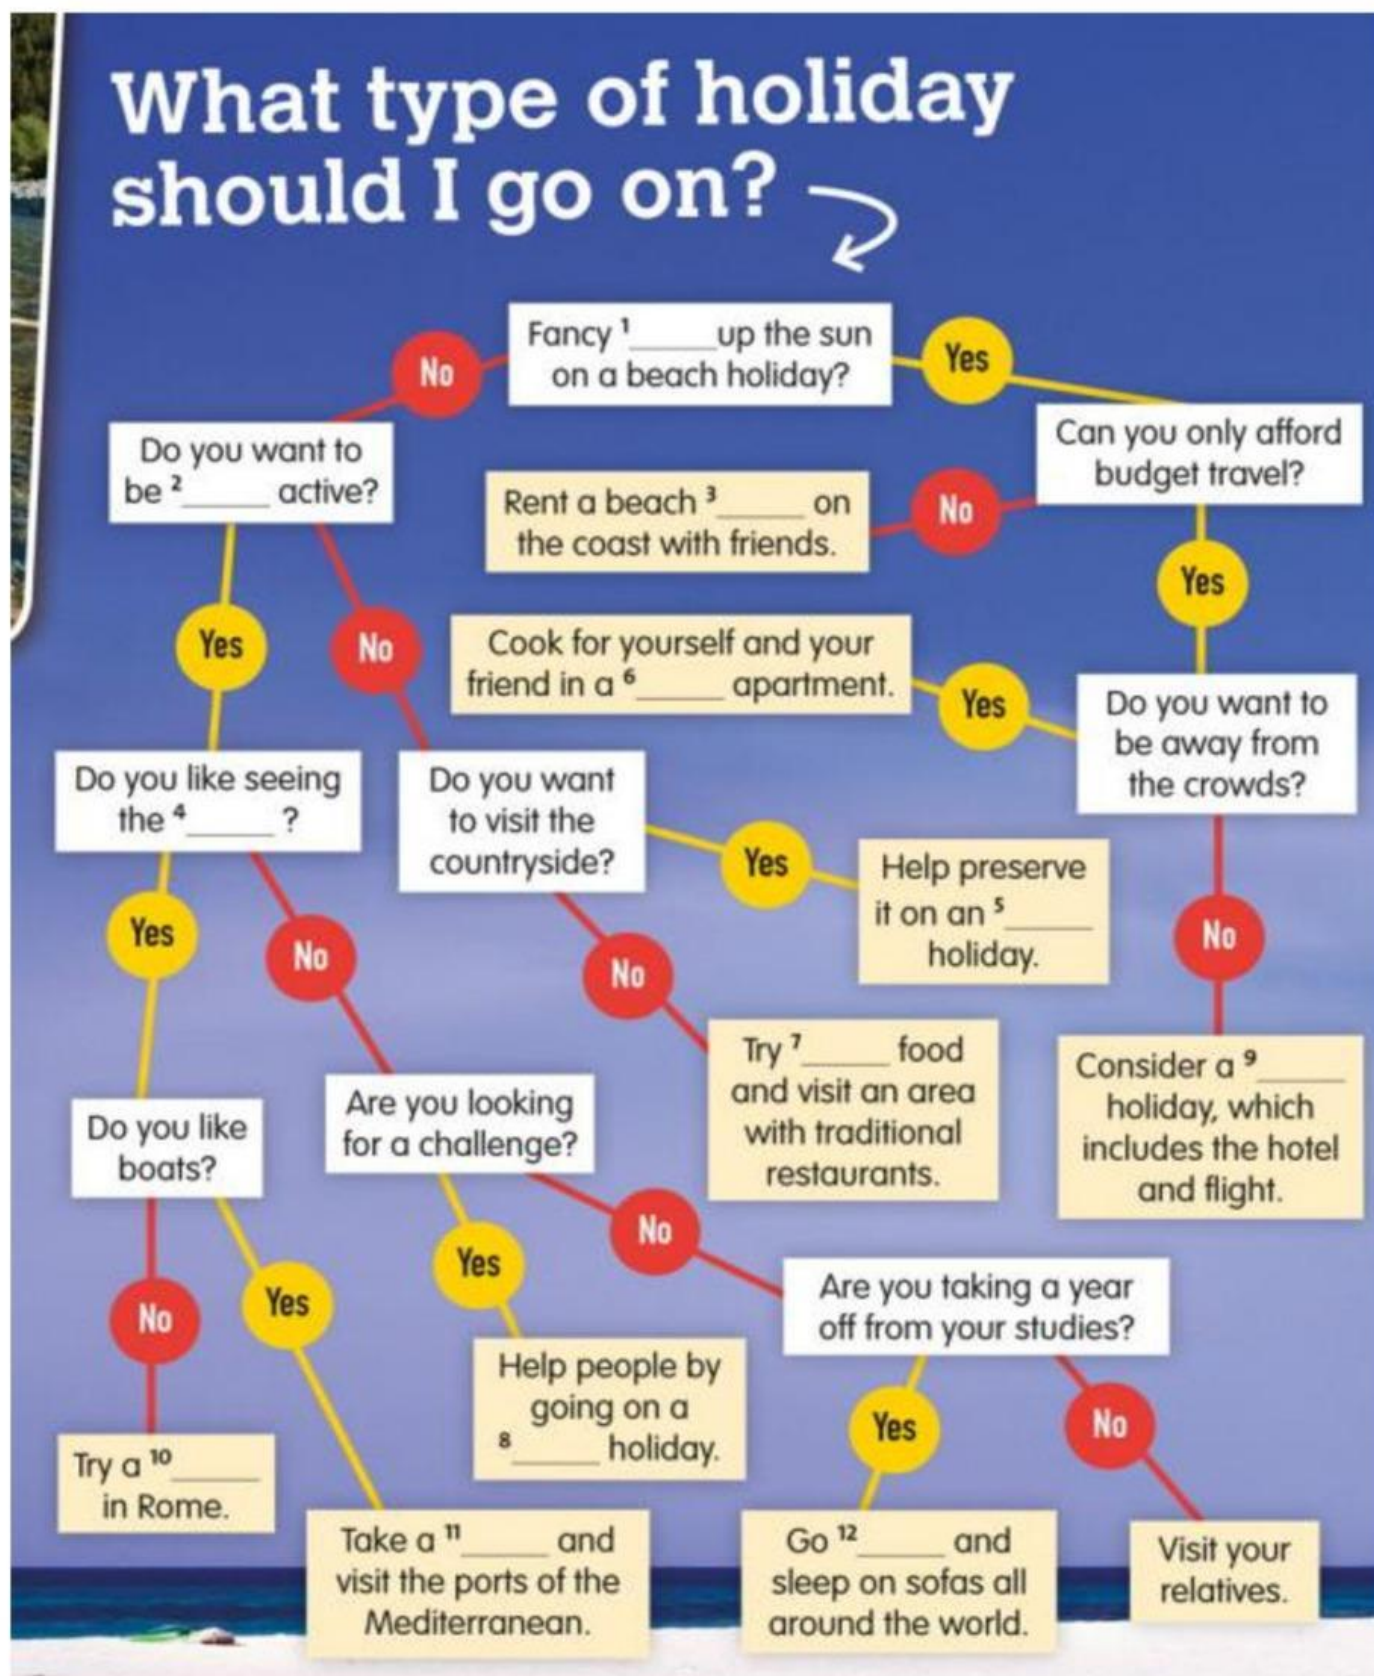 What type of holiday
should I go on?
Fancy ¹_____up the sun
on a beach holiday?
No
Yes
Do you want to
be ²_____ active?
Can you only afford
budget travel?
Rent a beach ³_____ on
the coast with friends.
No
Yes
Yes
No
Cook for yourself and your
friend in a ⁶_____ apartment.
Yes
Do you want to
be away from
the crowds?
Do you like seeing
the ⁴_____ ?
Do you want
to visit the
countryside?
Yes
Help preserve
it on an ⁵_____
holiday.
Yes
No
No
No
Try ⁷_____ food
and visit an area
with traditional
restaurants.
Consider a ⁹_____
holiday, which
includes the hotel
and flight.
Do you like
boats?
Are you looking
for a challenge?
No
Yes
Yes
No
Are you taking a year
off from your studies?
Help people by
going on a
⁸_____ holiday.
Yes
No
Try a ¹⁰_____
in Rome.
Take a ¹¹_____ and
visit the ports of the
Mediterranean.
Go ¹²_____ and
sleep on sofas all
around the world.
Visit your
relatives.